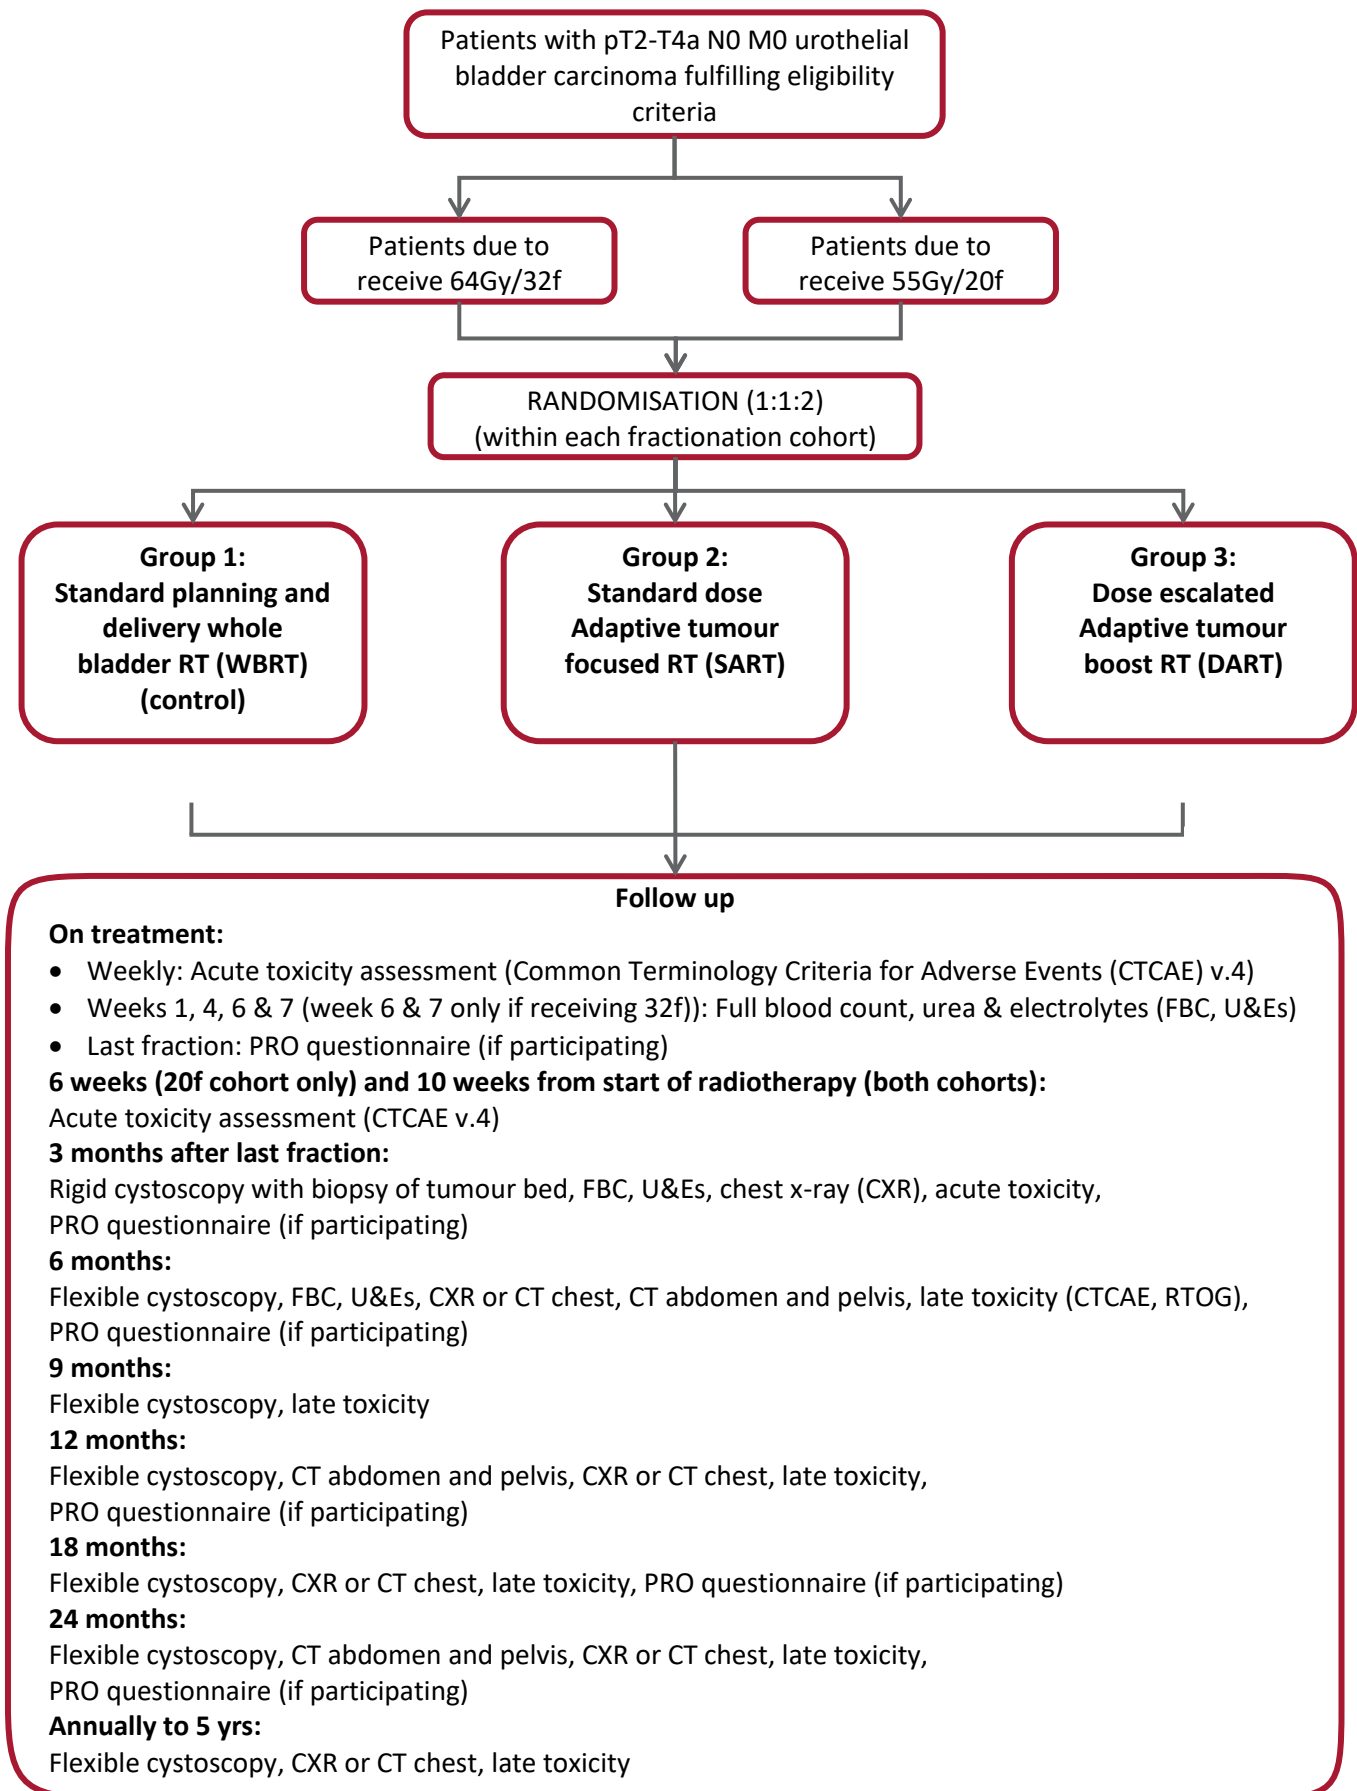 Patients with pT2-T4a N0 M0 urothelial
bladder carcinoma fulfilling eligibility
criteria
Patients due to
receive 64Gy/32f
Patients due to
receive 55Gy/20f
RANDOMISATION (1:1:2)
(within each fractionation cohort)
Group 1:
Standard planning and
delivery whole
bladder RT (WBRT)
(control)
Group 2:
Standard dose
Adaptive tumour
focused RT (SART)
Group 3:
Dose escalated
Adaptive tumour
boost RT (DART)
Follow up
On treatment:
• Weekly: Acute toxicity assessment (Common Terminology Criteria for Adverse Events (CTCAE) v.4)
• Weeks 1, 4, 6 & 7 (week 6 & 7 only if receiving 32f)): Full blood count, urea & electrolytes (FBC, U&Es)
• Last fraction: PRO questionnaire (if participating)
6 weeks (20f cohort only) and 10 weeks from start of radiotherapy (both cohorts):
Acute toxicity assessment (CTCAE v.4)
3 months after last fraction:
Rigid cystoscopy with biopsy of tumour bed, FBC, U&Es, chest x-ray (CXR), acute toxicity,
PRO questionnaire (if participating)
6 months:
Flexible cystoscopy, FBC, U&Es, CXR or CT chest, CT abdomen and pelvis, late toxicity (CTCAE, RTOG),
PRO questionnaire (if participating)
9 months:
Flexible cystoscopy, late toxicity
12 months:
Flexible cystoscopy, CT abdomen and pelvis, CXR or CT chest, late toxicity,
PRO questionnaire (if participating)
18 months:
Flexible cystoscopy, CXR or CT chest, late toxicity, PRO questionnaire (if participating)
24 months:
Flexible cystoscopy, CT abdomen and pelvis, CXR or CT chest, late toxicity,
PRO questionnaire (if participating)
Annually to 5 yrs:
Flexible cystoscopy, CXR or CT chest, late toxicity